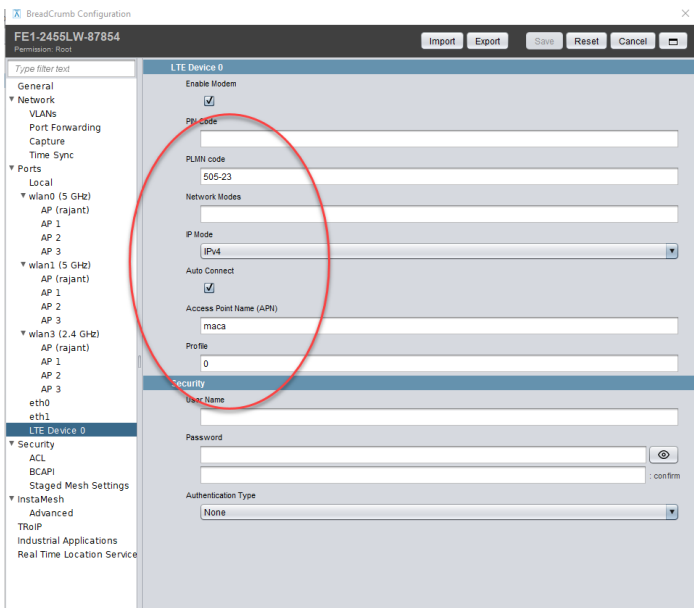 BreadCrumb Configuration
FE1-2455LW-87854
Permission: Root
Import
Export
Save
Reset
Cancel
Type filter text
General
Network
VLANs
Port Forwarding
Capture
Time Sync
Ports
Local
wlan0 (5 GHz)
AP (rajant)
AP 1
AP 2
AP 3
wlan1 (5 GHz)
AP (rajant)
AP 1
AP 2
AP 3
wlan3 (2.4 GHz)
AP (rajant)
AP 1
AP 2
AP 3
eth0
eth1
LTE Device 0
Security
ACL
BCAPI
Staged Mesh Settings
InstaMesh
Advanced
TRoIP
Industrial Applications
Real Time Location Service
LTE Device 0
Enable Modem
PIN Code
PLMN code
505-23
Network Modes
IP Mode
IPv4
Auto Connect
Access Point Name (APN)
maca
Profile
0
Security
User Name
Password
: confirm
Authentication Type
None